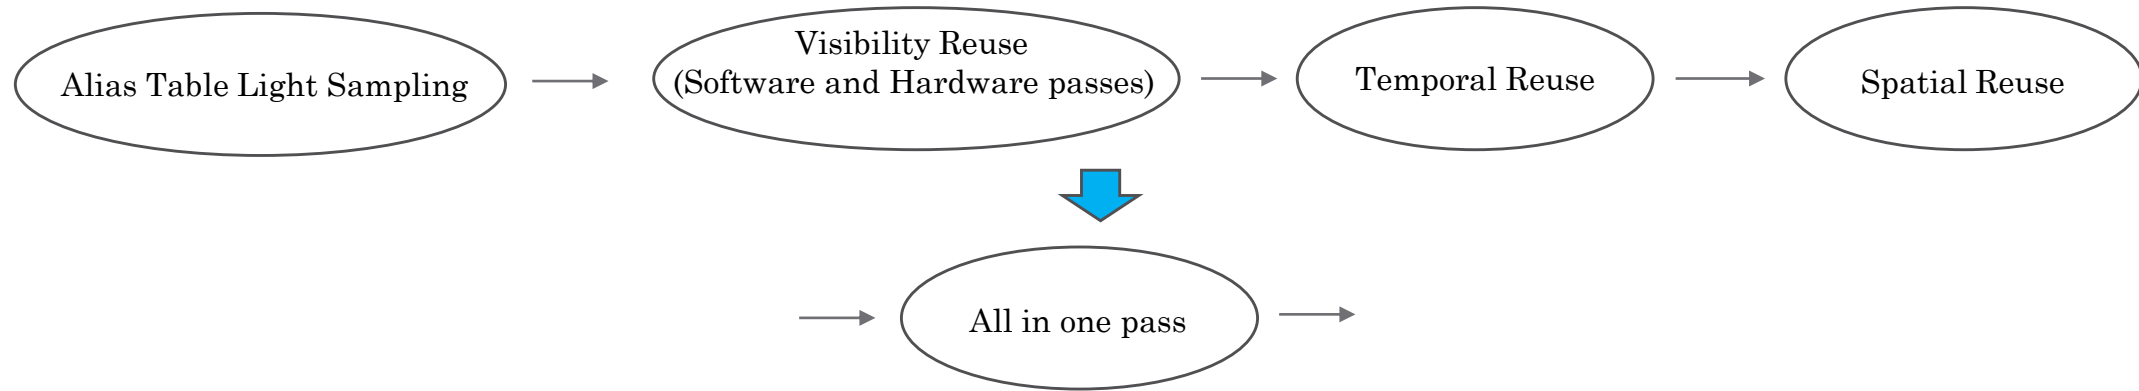 Alias Table Light Sampling
Visibility Reuse
(Software and Hardware passes)
Temporal Reuse
Spatial Reuse
All in one pass